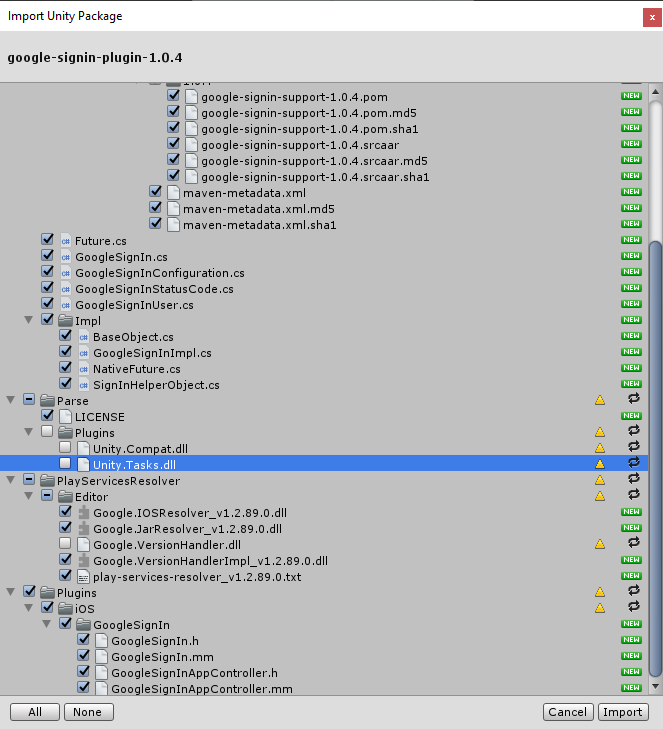 Import Unity Package
google-signin-plugin-1.0.4
google-signin-support-1.0.4.pom NEW
google-signin-support-1.0.4.pom.md5 NEW
google-signin-support-1.0.4.pom.sha1 NEW
google-signin-support-1.0.4.srcaar NEW
google-signin-support-1.0.4.srcaar.md5 NEW
google-signin-support-1.0.4.srcaar.sha1 NEW
maven-metadata.xml NEW
maven-metadata.xml.md5 NEW
maven-metadata.xml.sha1 NEW
c# Future.cs NEW
c# GoogleSignIn.cs NEW
c# GoogleSignInConfiguration.cs NEW
c# GoogleSignInStatusCode.cs NEW
c# GoogleSignInUser.cs NEW
Impl NEW
c# BaseObject.cs NEW
c# GoogleSignInImpl.cs NEW
c# NativeFuture.cs NEW
c# SignInHelperObject.cs NEW
Parse
LICENSE NEW
Plugins
Unity.Compat.dll
Unity.Tasks.dll
PlayServicesResolver
Editor
Google.IOSResolver_v1.2.89.0.dll NEW
Google.JarResolver_v1.2.89.0.dll NEW
Google.VersionHandler.dll
Google.VersionHandlerImpl_v1.2.89.0.dll NEW
play-services-resolver_v1.2.89.0.txt NEW
Plugins
iOS
GoogleSignIn NEW
GoogleSignIn.h NEW
GoogleSignIn.mm NEW
GoogleSignInAppController.h NEW
GoogleSignInAppController.mm NEW
All None Cancel Import